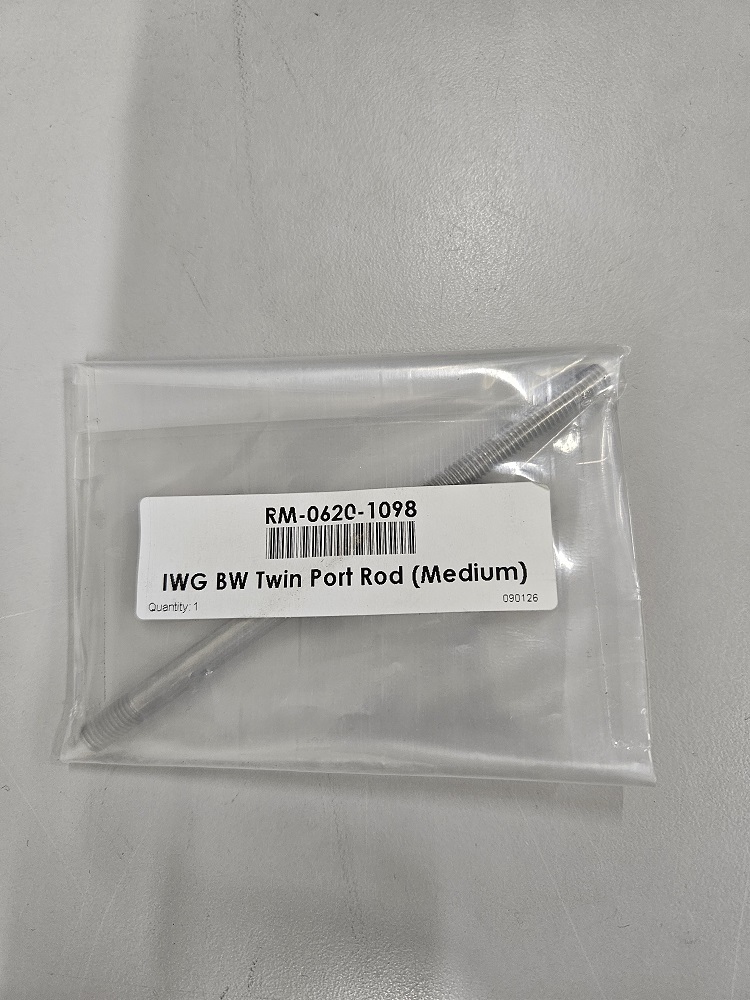 RM-0620-1098
IWG BW Twin Port Rod (Medium)
Quantity: 1
090126